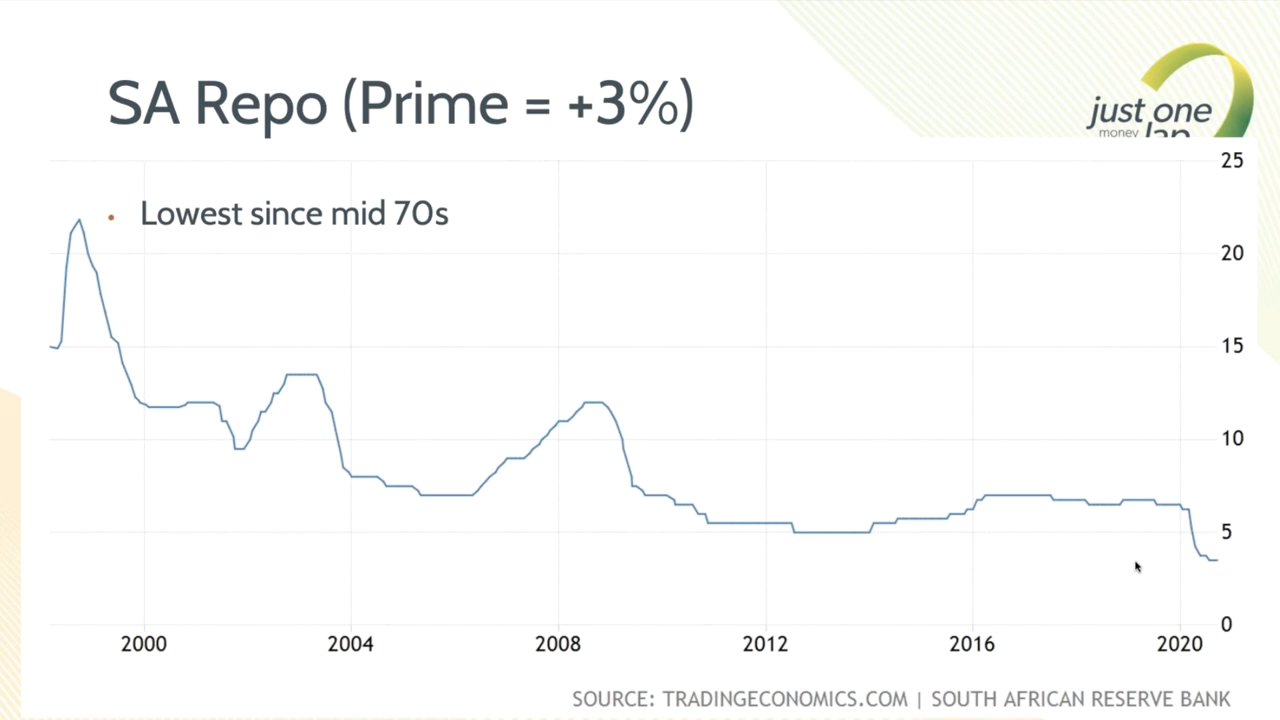 SA Repo (Prime = +3%)
just one
money lap
• Lowest since mid 70s
25
20
15
10
5
0
2000 2004 2008 2012 2016 2020
SOURCE: TRADINGECONOMICS.COM | SOUTH AFRICAN RESERVE BANK